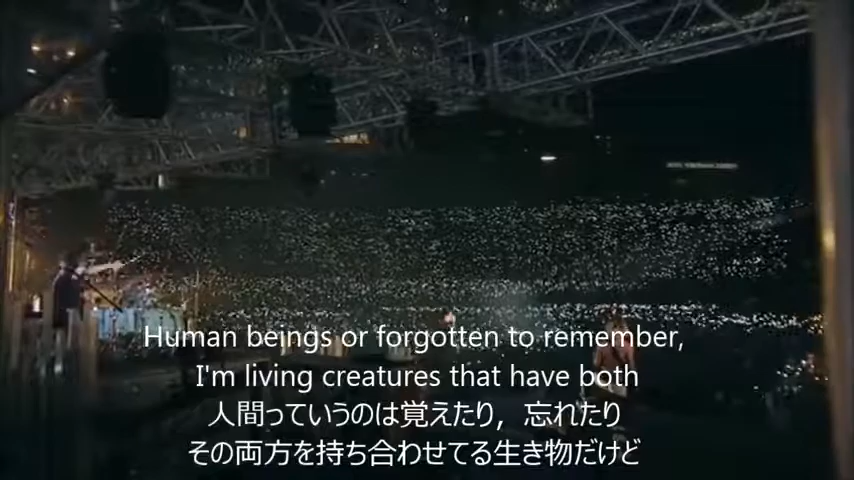 Human beings or forgotten to remember,
I'm living creatures that have both
人間っていうのは覚えたり，忘れたり
その両方を持ち合わせてる生き物だけど